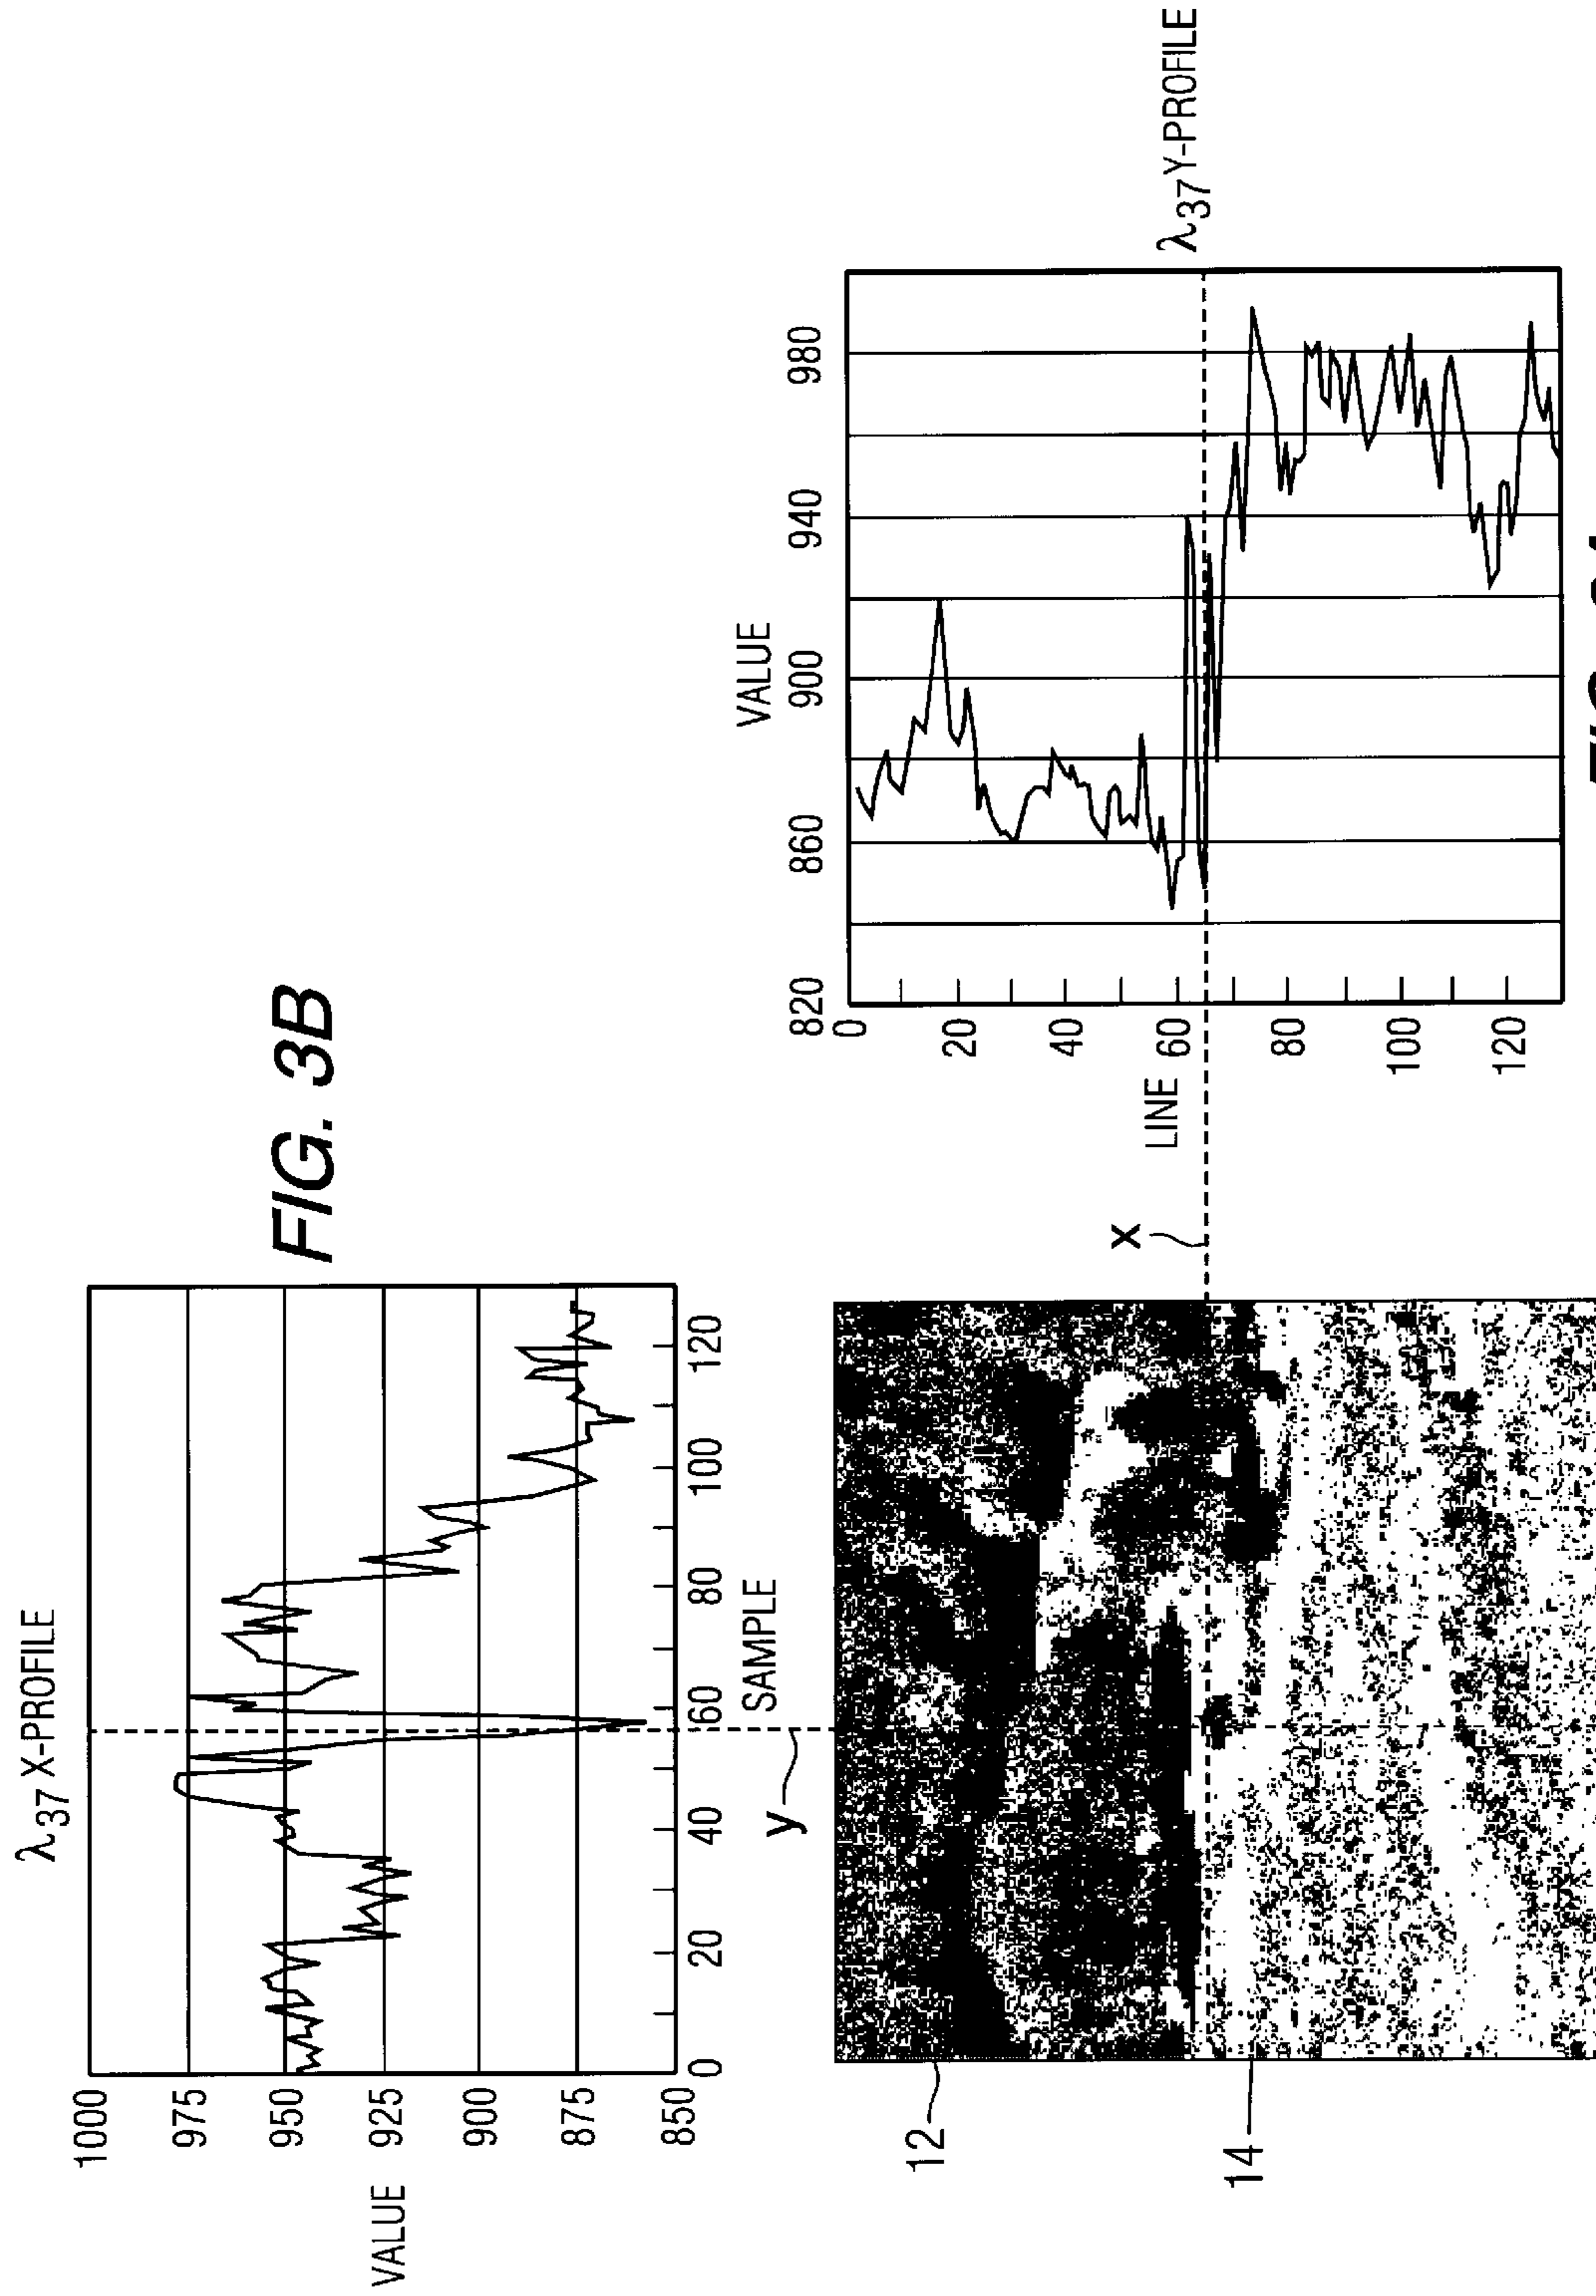 λ37 X-PROFILE
FIG. 3B
VALUE
1000
975
950
925
900
875
850
0 20 40 60 80 100 120
SAMPLE
y
12
14
x
VALUE
820 860 900 940 980
LINE
0
20
40
60
80
100
120
λ37 Y-PROFILE